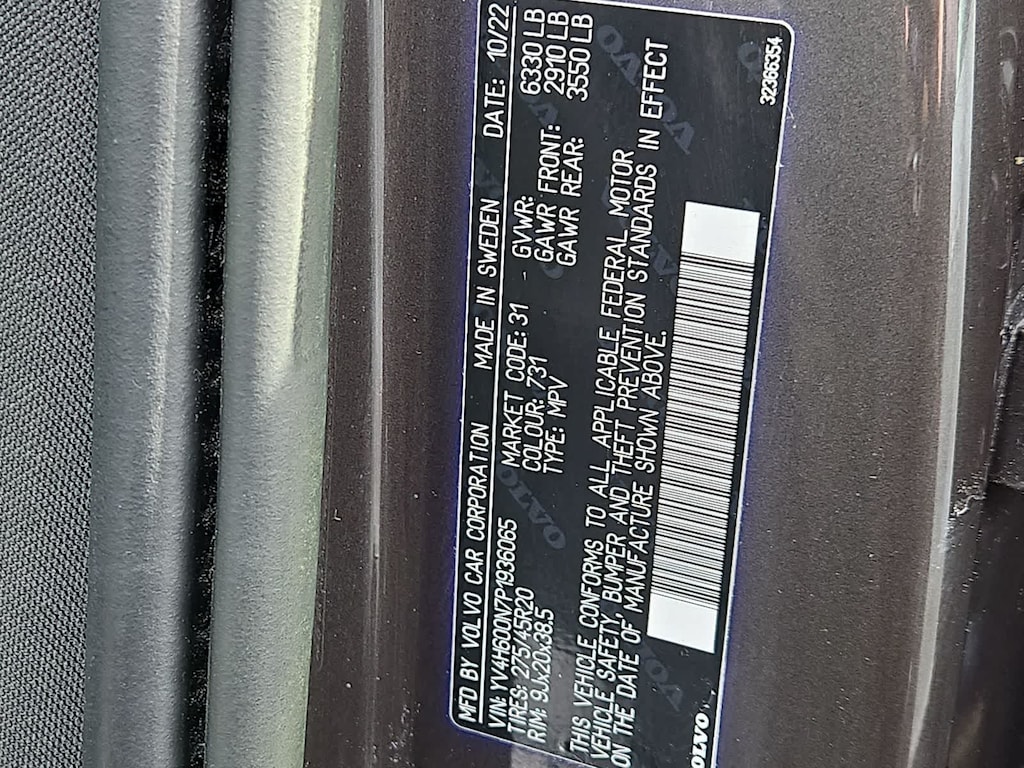 MFD BY VOLVO CAR CORPORATION MADE IN SWEDEN DATE: 10/22
VIN: YV4H600N7P1936065
TIRES: 275/45R20
RIM: 9Jx20x38.5
MARKET CODE: 31
COLOUR: 731
TYPE: MPV
GVWR: 6330 LB
GAWR FRONT: 2910 LB
GAWR REAR: 3550 LB
THIS VEHICLE CONFORMS TO ALL APPLICABLE FEDERAL MOTOR
VEHICLE SAFETY, BUMPER AND THEFT PREVENTION STANDARDS IN EFFECT
ON THE DATE OF MANUFACTURE SHOWN ABOVE.
VOLVO
32366354